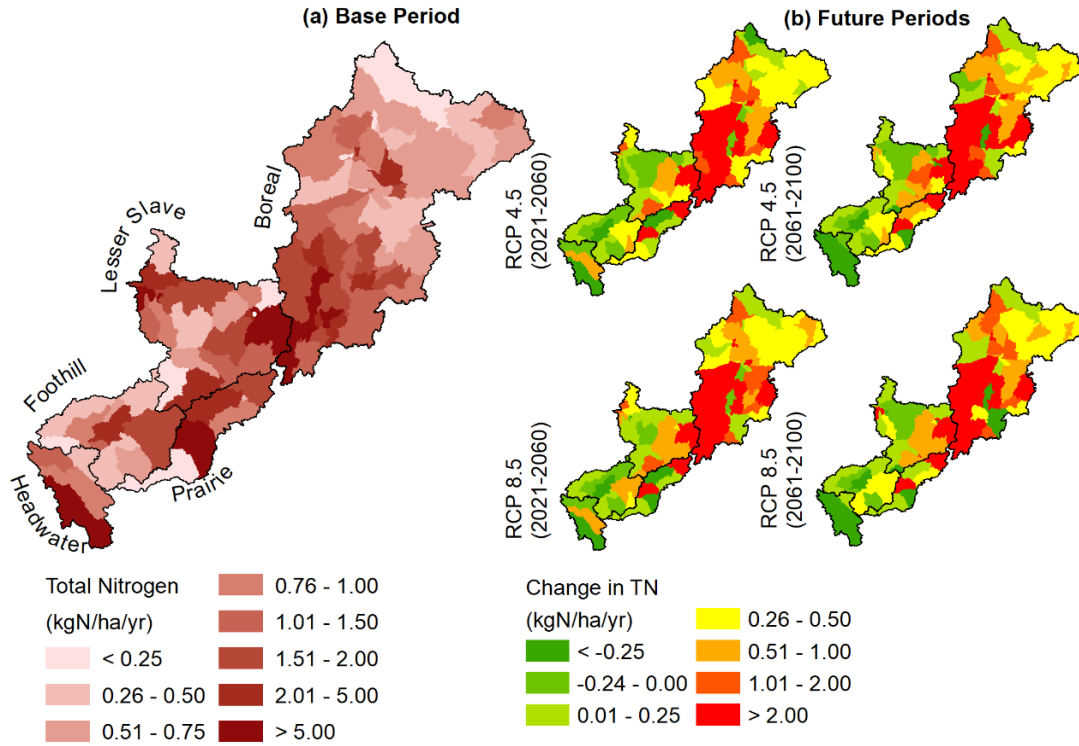 (a) Base Period
(b) Future Periods
Boreal
Lesser Slave
Foothill
Headwater
Prairie
RCP 4.5
(2021-2060)
RCP 4.5
(2061-2100)
RCP 8.5
(2021-2060)
RCP 8.5
(2061-2100)
Total Nitrogen
(kgN/ha/yr)
< 0.25
0.26 - 0.50
0.51 - 0.75
0.76 - 1.00
1.01 - 1.50
1.51 - 2.00
2.01 - 5.00
> 5.00
Change in TN
(kgN/ha/yr)
< -0.25
-0.24 - 0.00
0.01 - 0.25
0.26 - 0.50
0.51 - 1.00
1.01 - 2.00
> 2.00